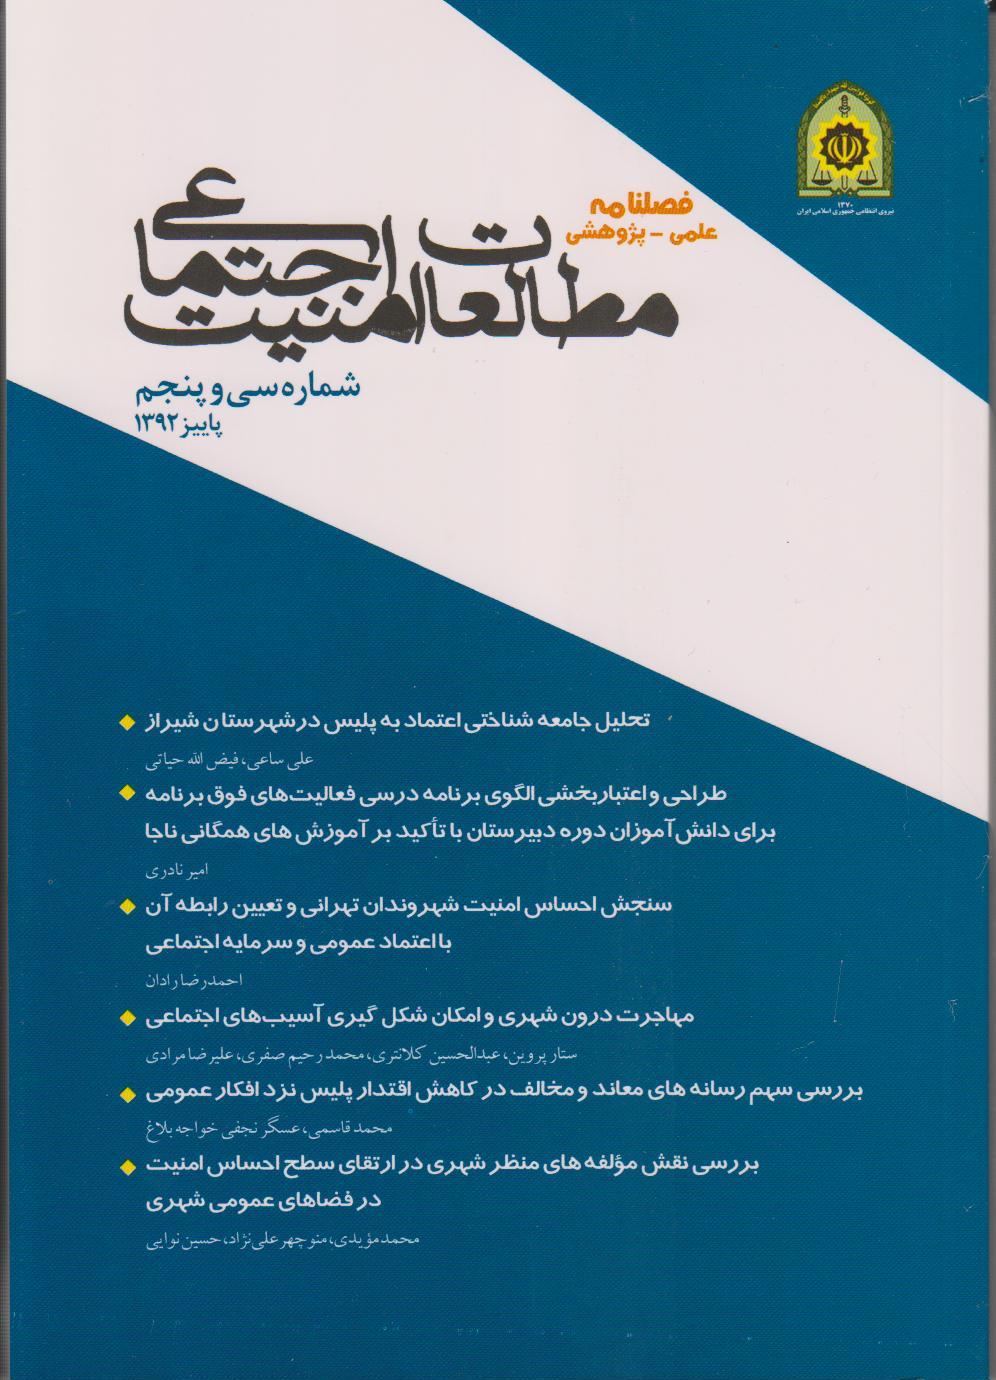 ۱۳۷۰
نیروی انتظامی جمهوری اسلامی ایران
فصلنامه
علمی - پژوهشی
مطالعات امنیت اجتماعی
شماره سی و پنجم
پاییز ۱۳۹۲
تحلیل جامعه شناختی اعتماد به پلیس در شهرستان شیراز
علی ساعی، فیض الله حیاتی
طراحی و اعتباربخشی الگوی برنامه درسی فعالیت‌های فوق برنامه
برای دانش‌آموزان دوره دبیرستان با تأکید بر آموزش های همگانی ناجا
امیر نادری
سنجش احساس امنیت شهروندان تهرانی و تعیین رابطه آن
با اعتماد عمومی و سرمایه اجتماعی
احمدرضا رادان
مهاجرت درون شهری و امکان شکل گیری آسیب‌های اجتماعی
ستار پروین، عبدالحسین کلانتری، محمد رحیم صفری، علیرضا مرادی
بررسی سهم رسانه های معاند و مخالف در کاهش اقتدار پلیس نزد افکار عمومی
محمد قاسمی، عسگر نجفی خواجه بلاغ
بررسی نقش مؤلفه های منظر شهری در ارتقای سطح احساس امنیت
در فضاهای عمومی شهری
محمد مؤیدی، منوچهر علی نژاد، حسین نوایی